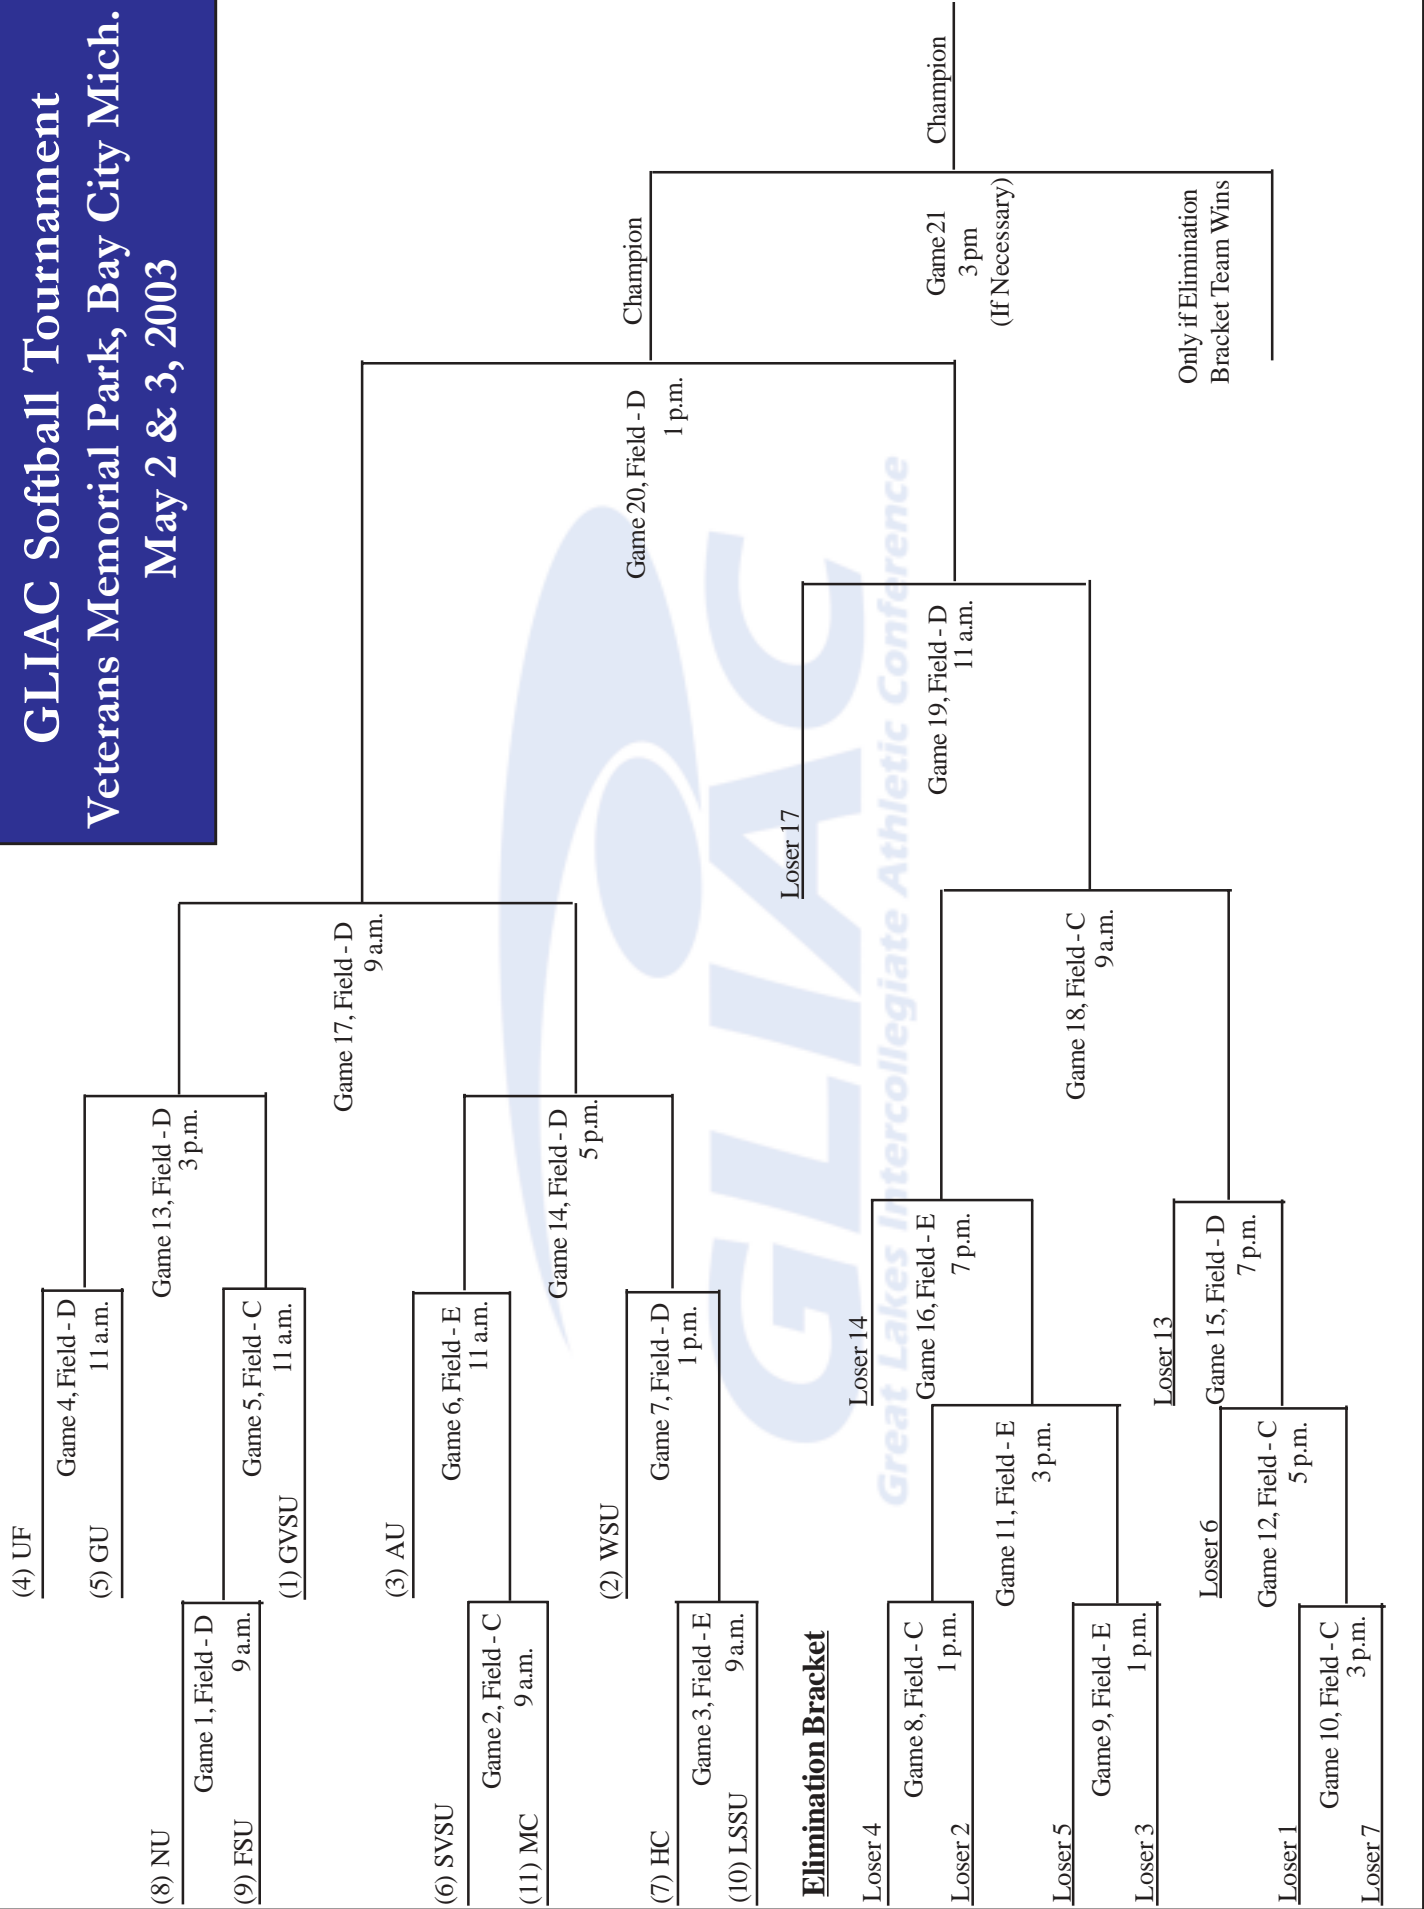 GLIAC Softball Tournament
Veterans Memorial Park, Bay City Mich.
May 2 & 3, 2003
(4) UF
Game 4, Field - D
11 a.m.
(5) GU
Game 13, Field - D
3 p.m.
(8) NU
Game 1, Field - D
9 a.m.
(9) FSU
Game 5, Field - C
11 a.m.
(1) GVSU
Game 17, Field - D
9 a.m.
(3) AU
Game 6, Field - E
11 a.m.
(6) SVSU
Game 2, Field - C
9 a.m.
(11) MC
Game 14, Field - D
5 p.m.
(2) WSU
Game 7, Field - D
1 p.m.
(7) HC
Game 3, Field - E
9 a.m.
(10) LSSU
Game 20, Field - D
1 p.m.
Champion
Champion
Game 21
3 pm
(If Necessary)
Only if Elimination
Bracket Team Wins
Elimination Bracket
Loser 17
Game 19, Field - D
11 a.m.
Loser 14
Game 16, Field - E
7 p.m.
Loser 4
Game 8, Field - C
1 p.m.
Loser 2
Game 11, Field - E
3 p.m.
Loser 5
Game 9, Field - E
1 p.m.
Loser 3
Game 18, Field - C
9 a.m.
Loser 13
Game 15, Field - D
7 p.m.
Loser 6
Game 12, Field - C
5 p.m.
Loser 1
Game 10, Field - C
3 p.m.
Loser 7
GLIAC
Great Lakes Intercollegiate Athletic Conference